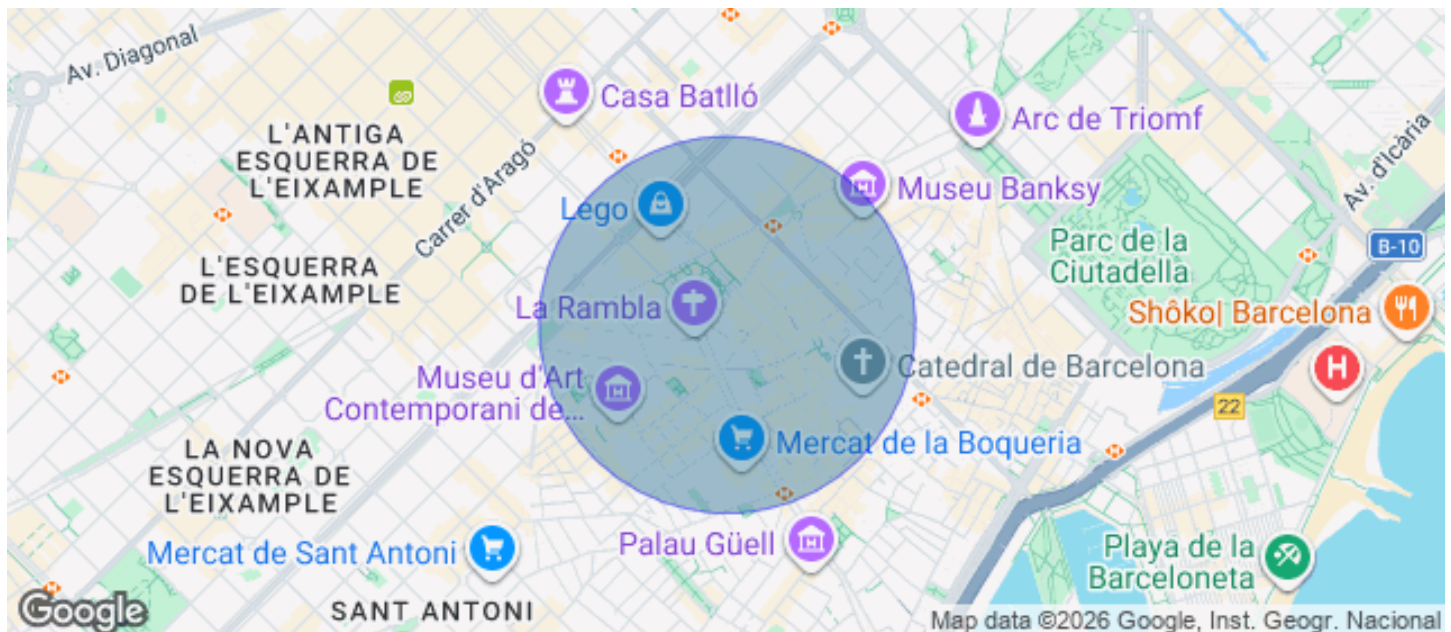 Av. Diagonal
Casa Batlló
Arc de Triomf
Av. d'Icària
L'ANTIGA
ESQUERRA DE
L'EIXAMPLE
Carrer d'Aragó
Lego
Museu Banksy
Parc de la
Ciutadella
B-10
L'ESQUERRA
DE L'EIXAMPLE
La Rambla
Shôko| Barcelona
H
Museu d'Art
Contemporani de...
Catedral de Barcelona
22
LA NOVA
ESQUERRA DE
L'EIXAMPLE
Mercat de la Boqueria
Mercat de Sant Antoni
Palau Güell
Playa de la
Barceloneta
SANT ANTONI
Google
Map data ©2026 Google, Inst. Geogr. Nacional